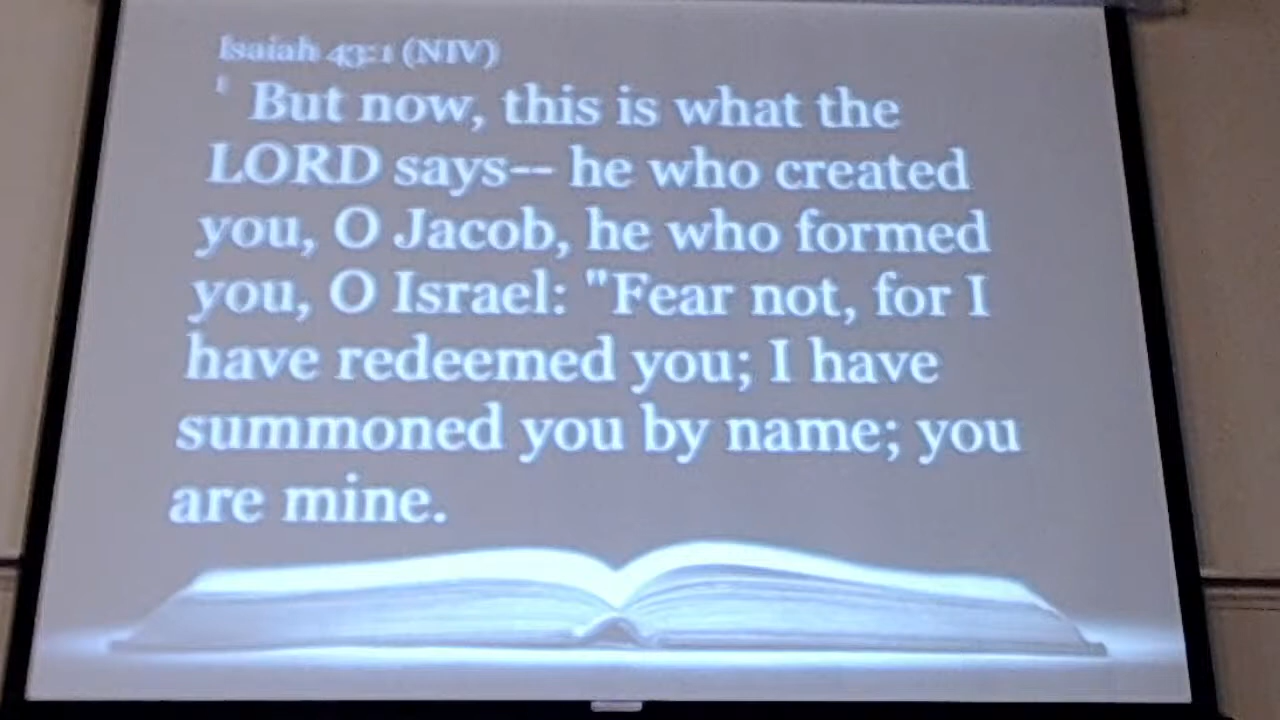 Isaiah 43:1 (NIV)
1 But now, this is what the
LORD says-- he who created
you, O Jacob, he who formed
you, O Israel: "Fear not, for I
have redeemed you; I have
summoned you by name; you
are mine.